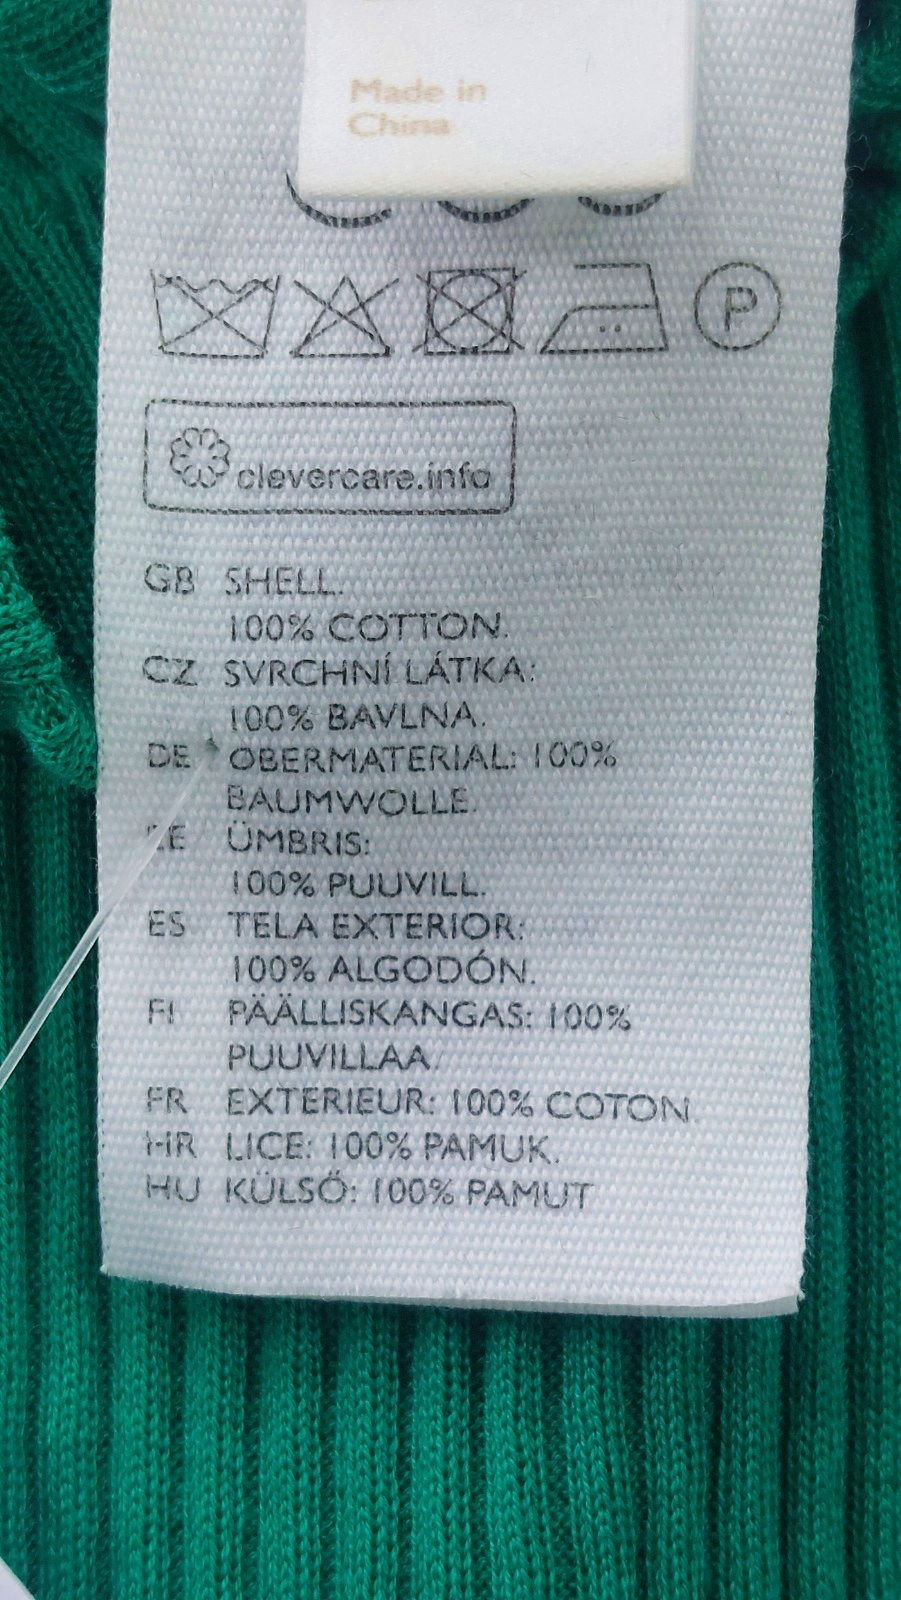 Made in
China
P
clevercare.info
GB SHELL.
100% COTTON.
CZ SVRCHNÍ LÁTKA:
100% BAVLNA.
DE OBERMATERIAL: 100%
BAUMWOLLE.
EE ÜMBRIS:
100% PUUVILL.
ES TELA EXTERIOR:
100% ALGODÓN.
FI PÄÄLLISKANGAS: 100%
PUUVILLAA.
FR EXTERIEUR: 100% COTON.
HR LICE: 100% PAMUK.
HU KÜLSŐ: 100% PAMUT